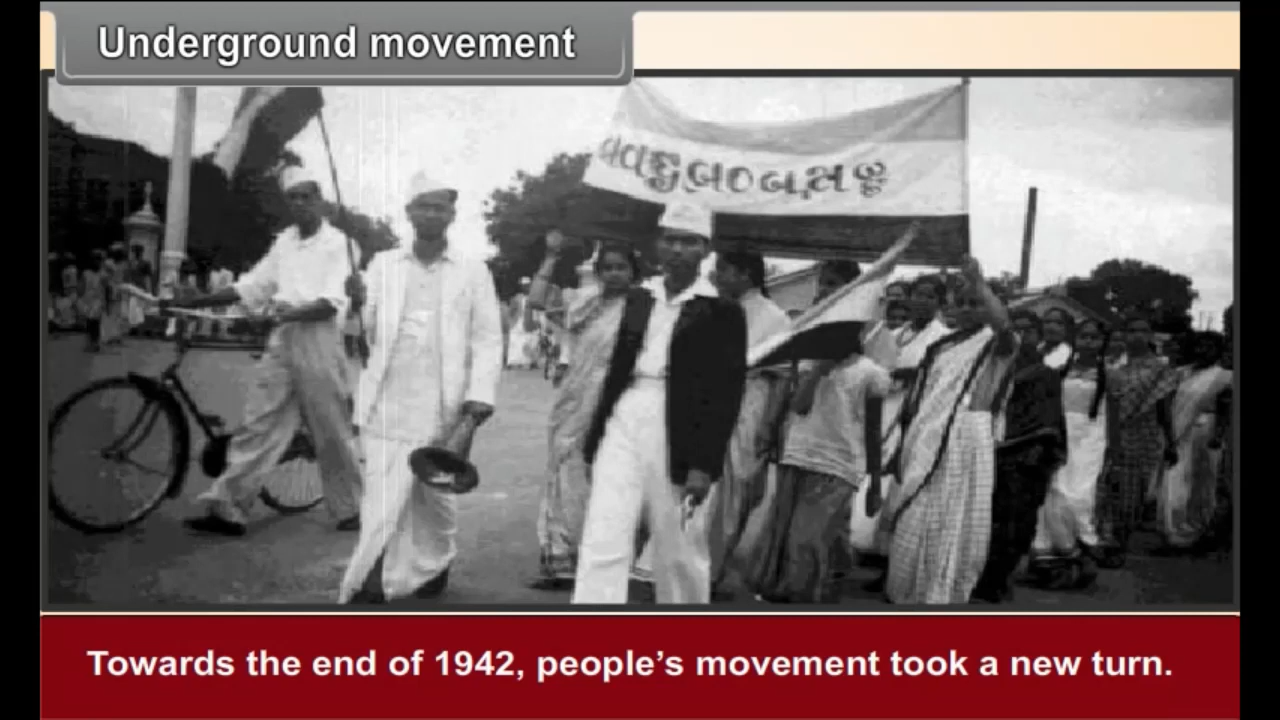 Underground movement
Towards the end of 1942, people's movement took a new turn.